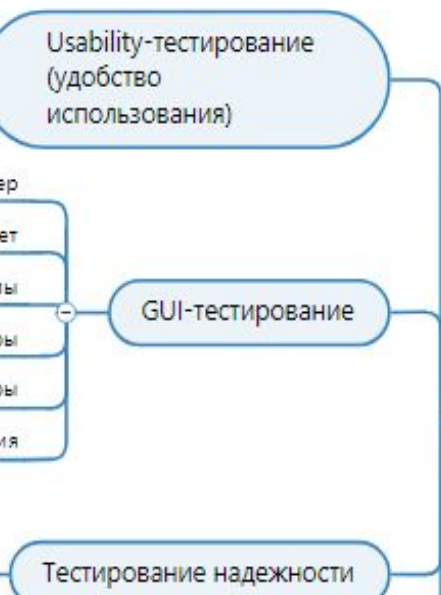 Usability-тестирование
(удобство
использования)
GUI-тестирование
Тестирование надежности